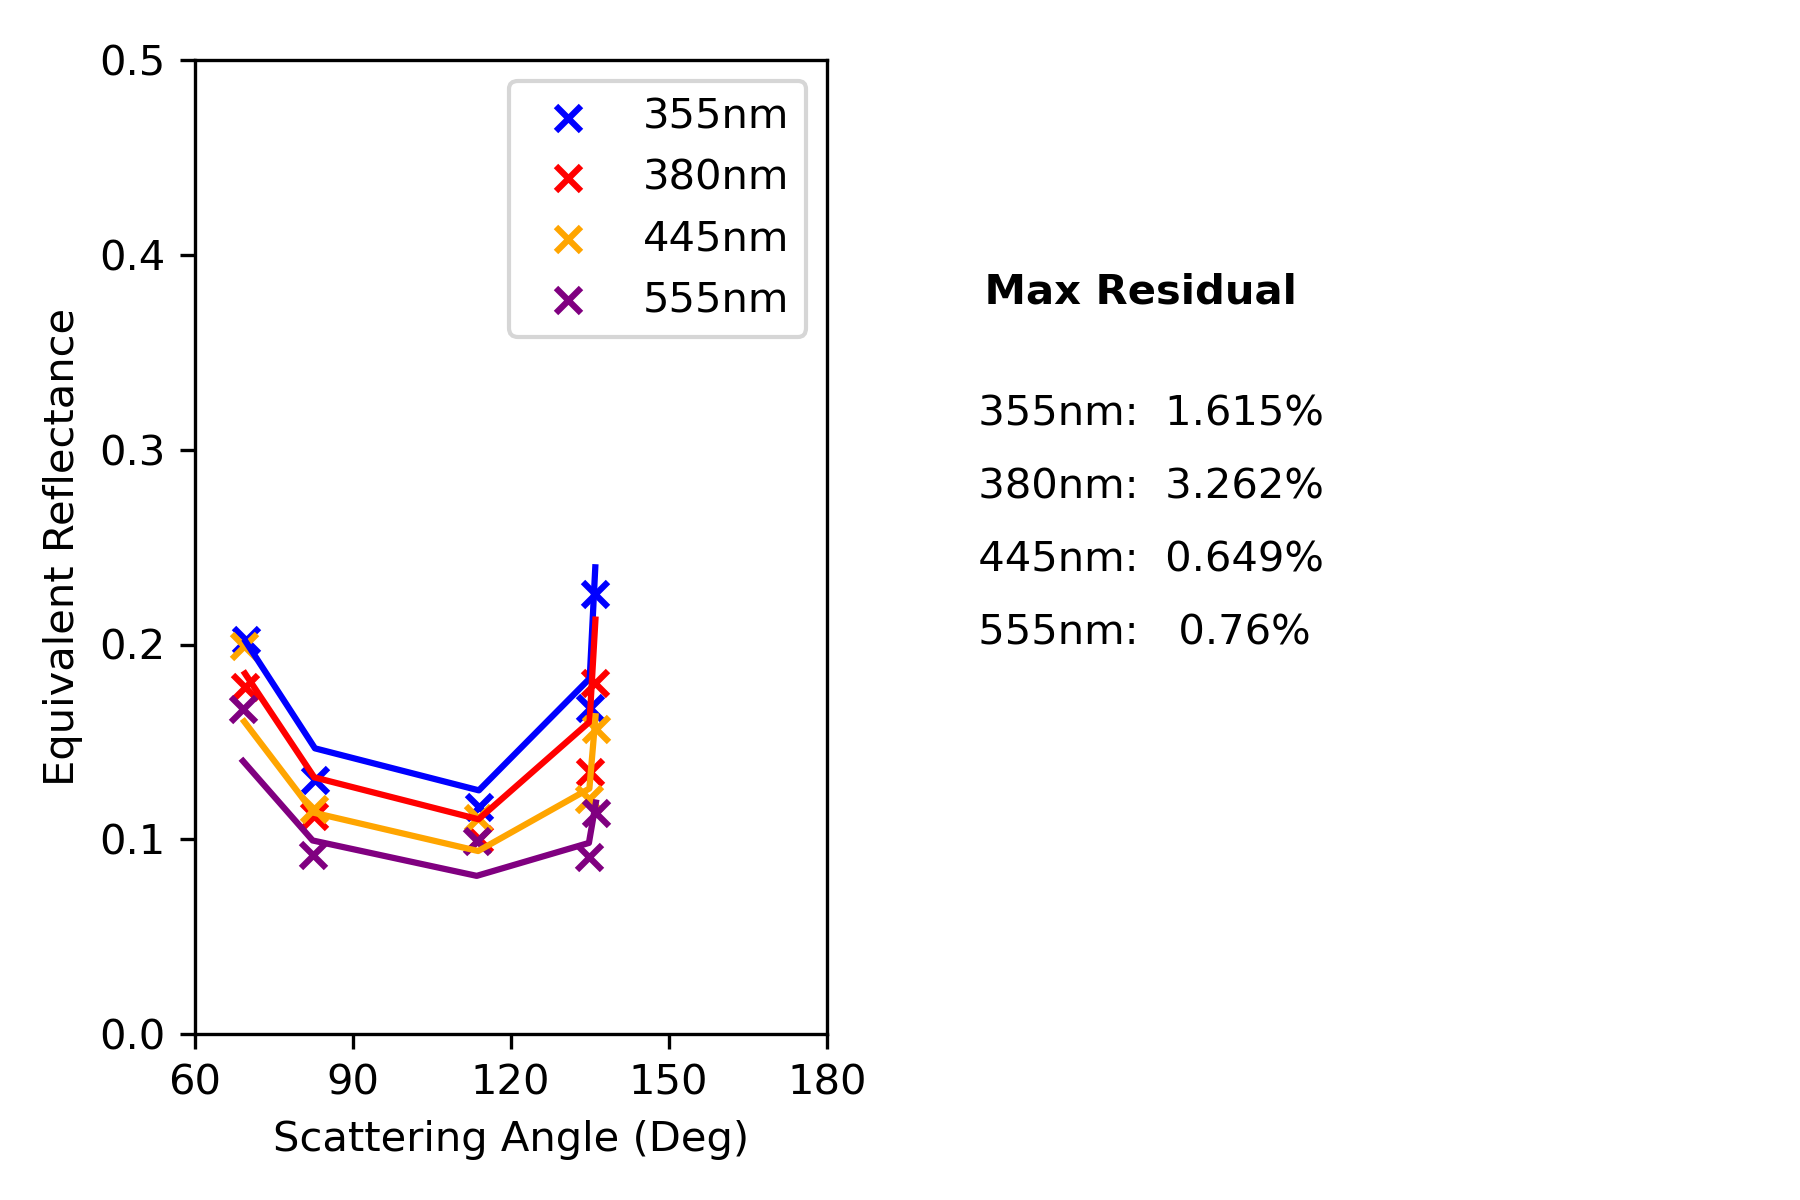 0.5
0.4
0.3
0.2
0.1
0.0
Equivalent Reflectance
60 90 120 150 180
Scattering Angle (Deg)
355nm
380nm
445nm
555nm
Max Residual
355nm: 1.615%
380nm: 3.262%
445nm: 0.649%
555nm: 0.76%